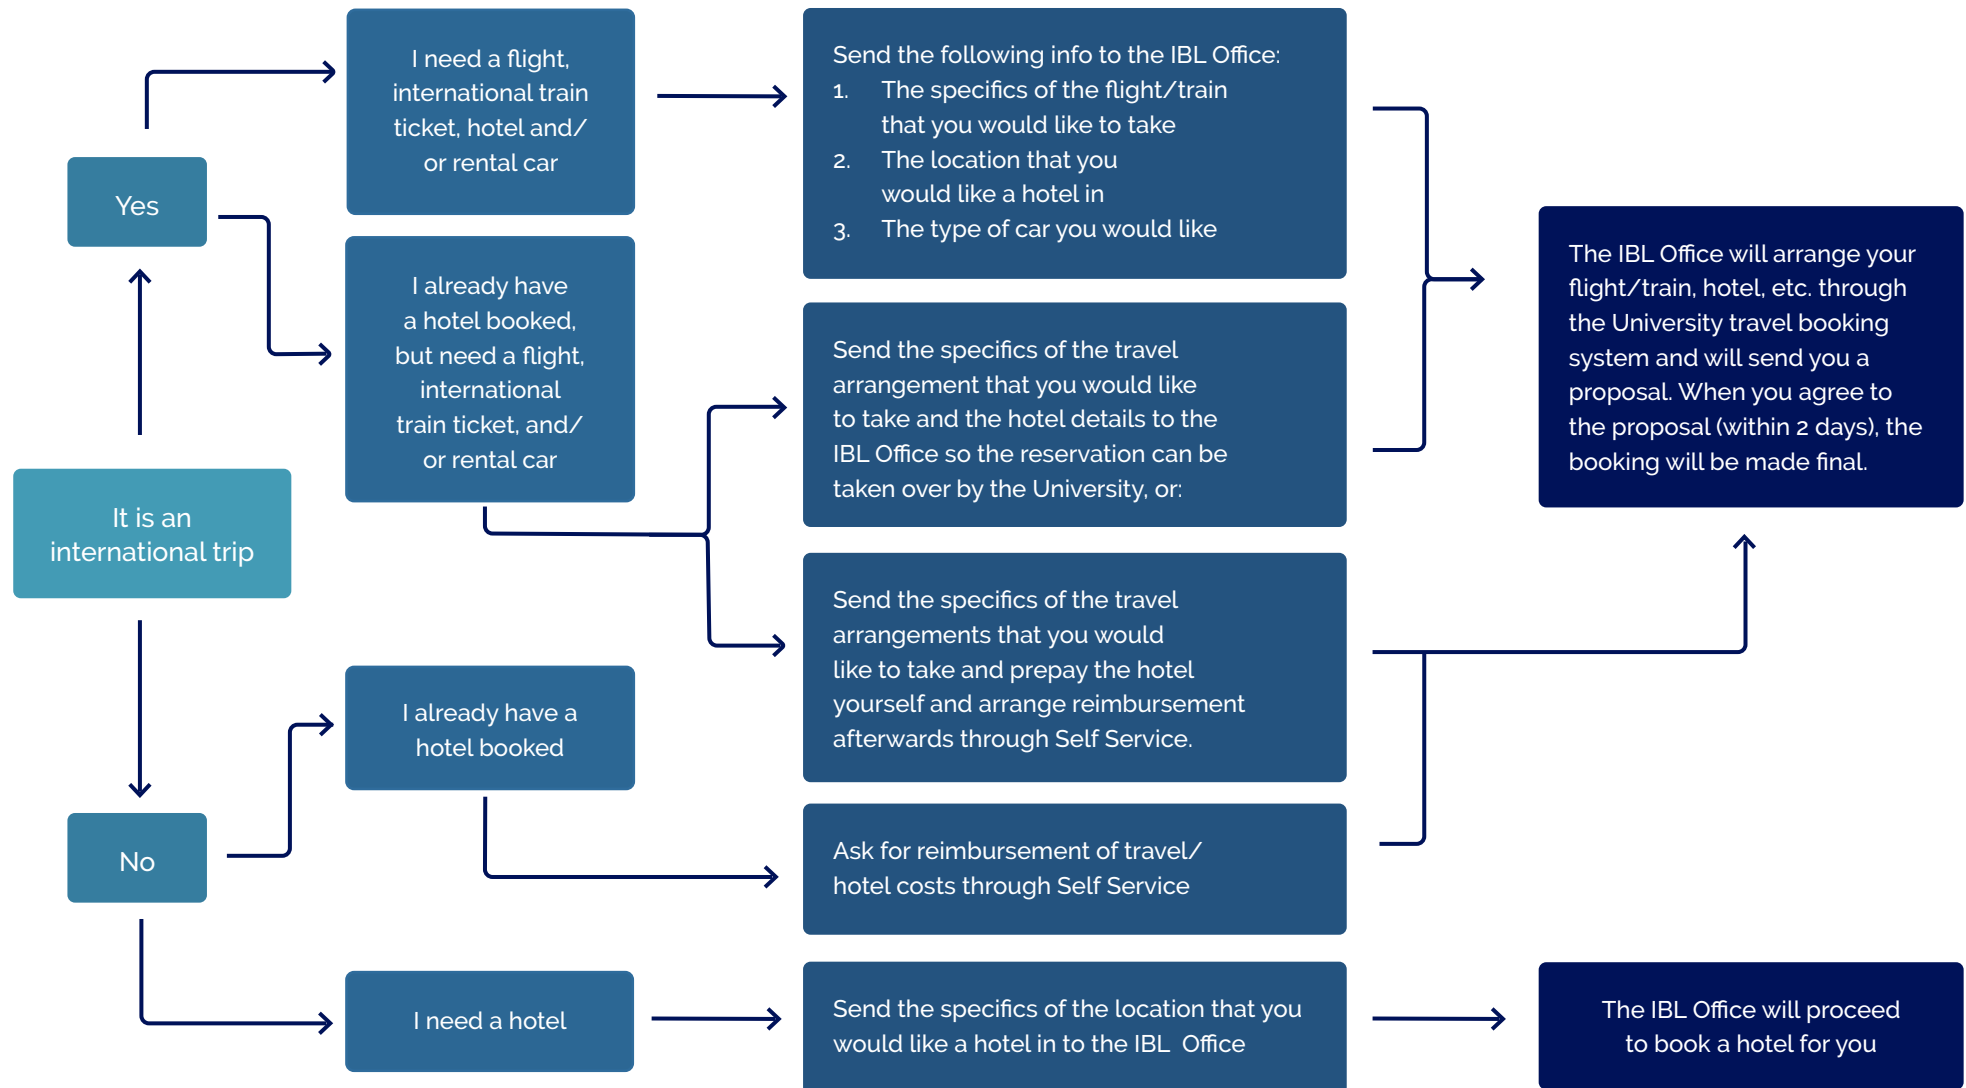 It is an
international trip
Yes
No
I need a flight,
international train
ticket, hotel and/
or rental car
I already have
a hotel booked,
but need a flight,
international
train ticket, and/
or rental car
I already have a
hotel booked
I need a hotel
Send the following info to the IBL Office:
1. The specifics of the flight/train
that you would like to take
2. The location that you
would like a hotel in
3. The type of car you would like
Send the specifics of the travel
arrangement that you would like
to take and the hotel details to the
IBL Office so the reservation can be
taken over by the University, or:
Send the specifics of the travel
arrangements that you would
like to take and prepay the hotel
yourself and arrange reimbursement
afterwards through Self Service.
Ask for reimbursement of travel/
hotel costs through Self Service
Send the specifics of the location that you
would like a hotel in to the IBL Office
The IBL Office will arrange your
flight/train, hotel, etc. through
the University travel booking
system and will send you a
proposal. When you agree to
the proposal (within 2 days), the
booking will be made final.
The IBL Office will proceed
to book a hotel for you